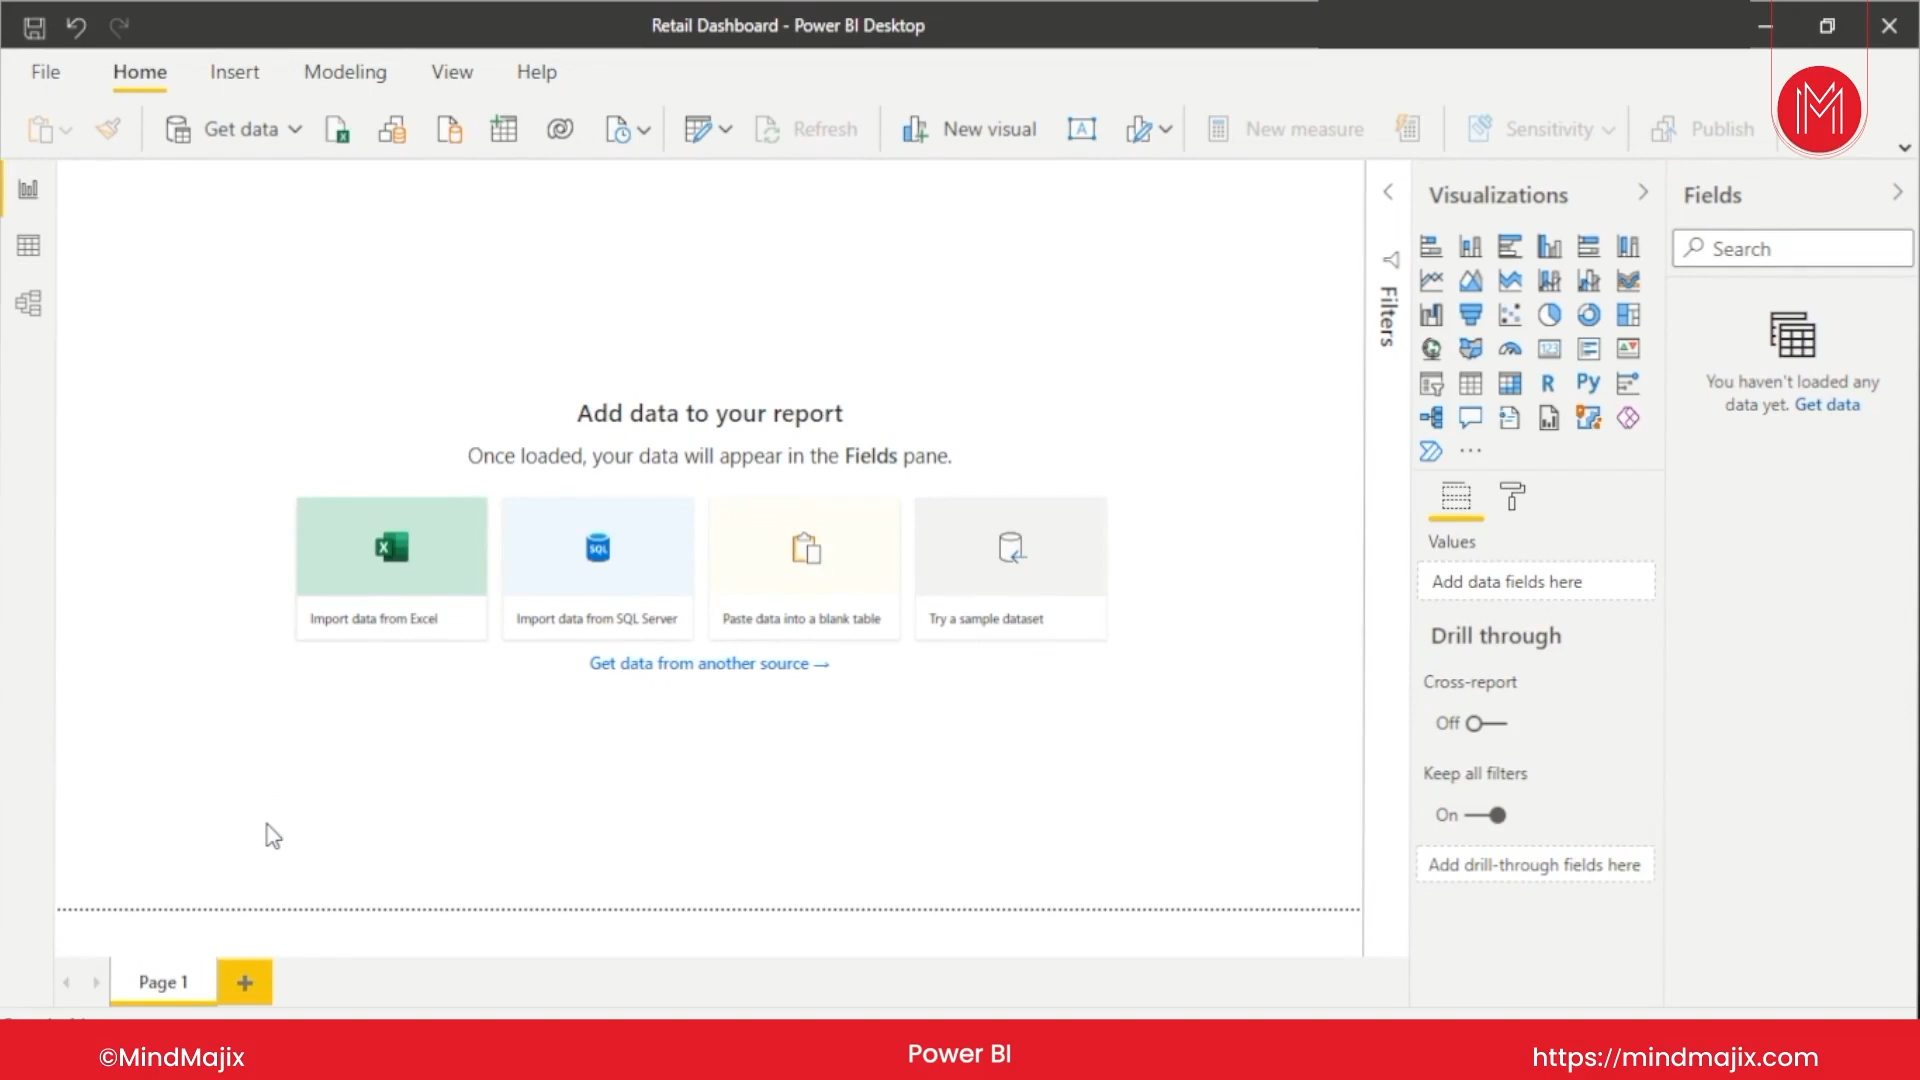 Retail Dashboard - Power BI Desktop
File Home Insert Modeling View Help
Get data Refresh New visual New measure Sensitivity Publish
Visualizations
Fields
Search
Filters
You haven't loaded any
data yet. Get data
Add data to your report
Once loaded, your data will appear in the Fields pane.
SQL
Import data from Excel
Import data from SQL Server
Paste data into a blank table
Try a sample dataset
Get data from another source →
123
R
Py
...
Values
Add data fields here
Drill through
Cross-report
Off
Keep all filters
On
Add drill-through fields here
Page 1
+
©MindMajix
Power BI
https://mindmajix.com